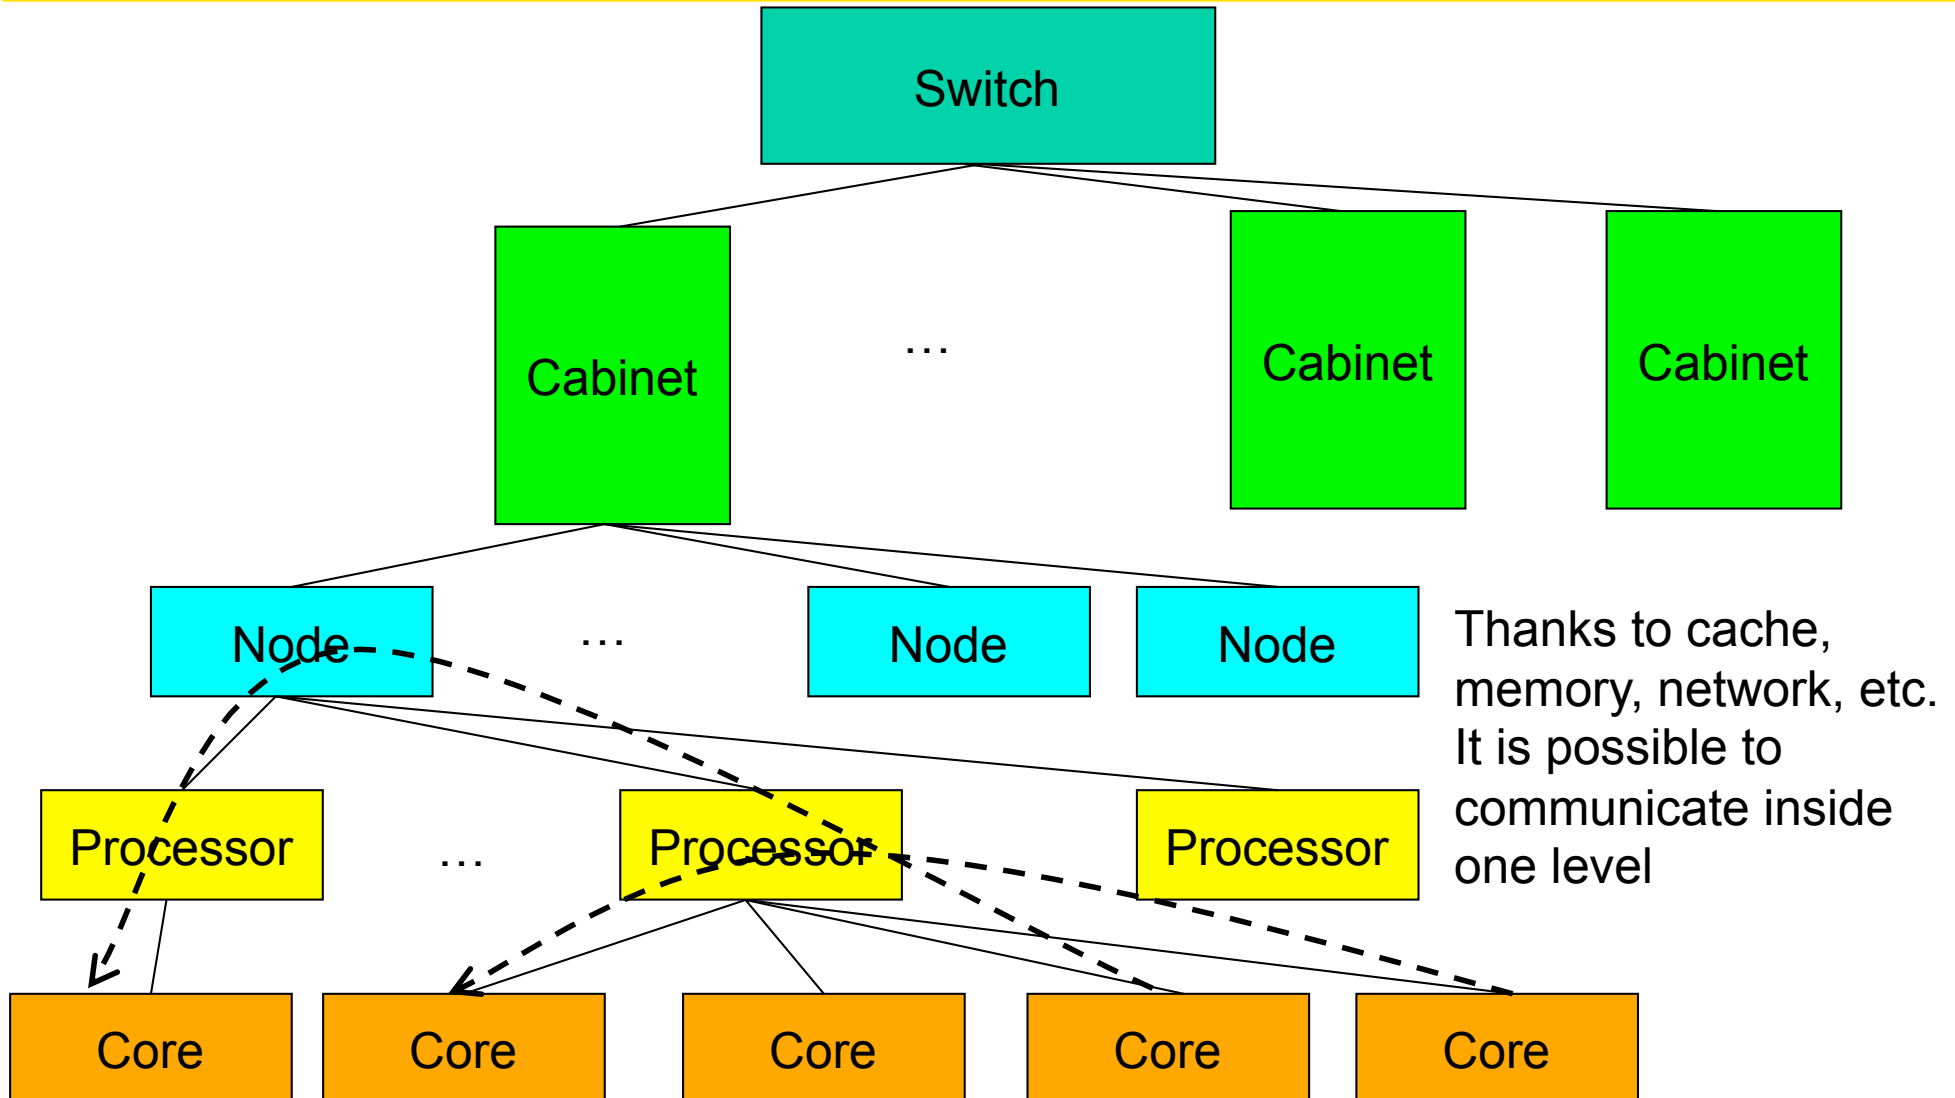 Switch
Cabinet
…
Cabinet
Cabinet
Node
…
Node
Node
Thanks to cache,
memory, network, etc.
It is possible to
communicate inside
one level
Processor
…
Processor
Processor
Core
Core
Core
Core
Core